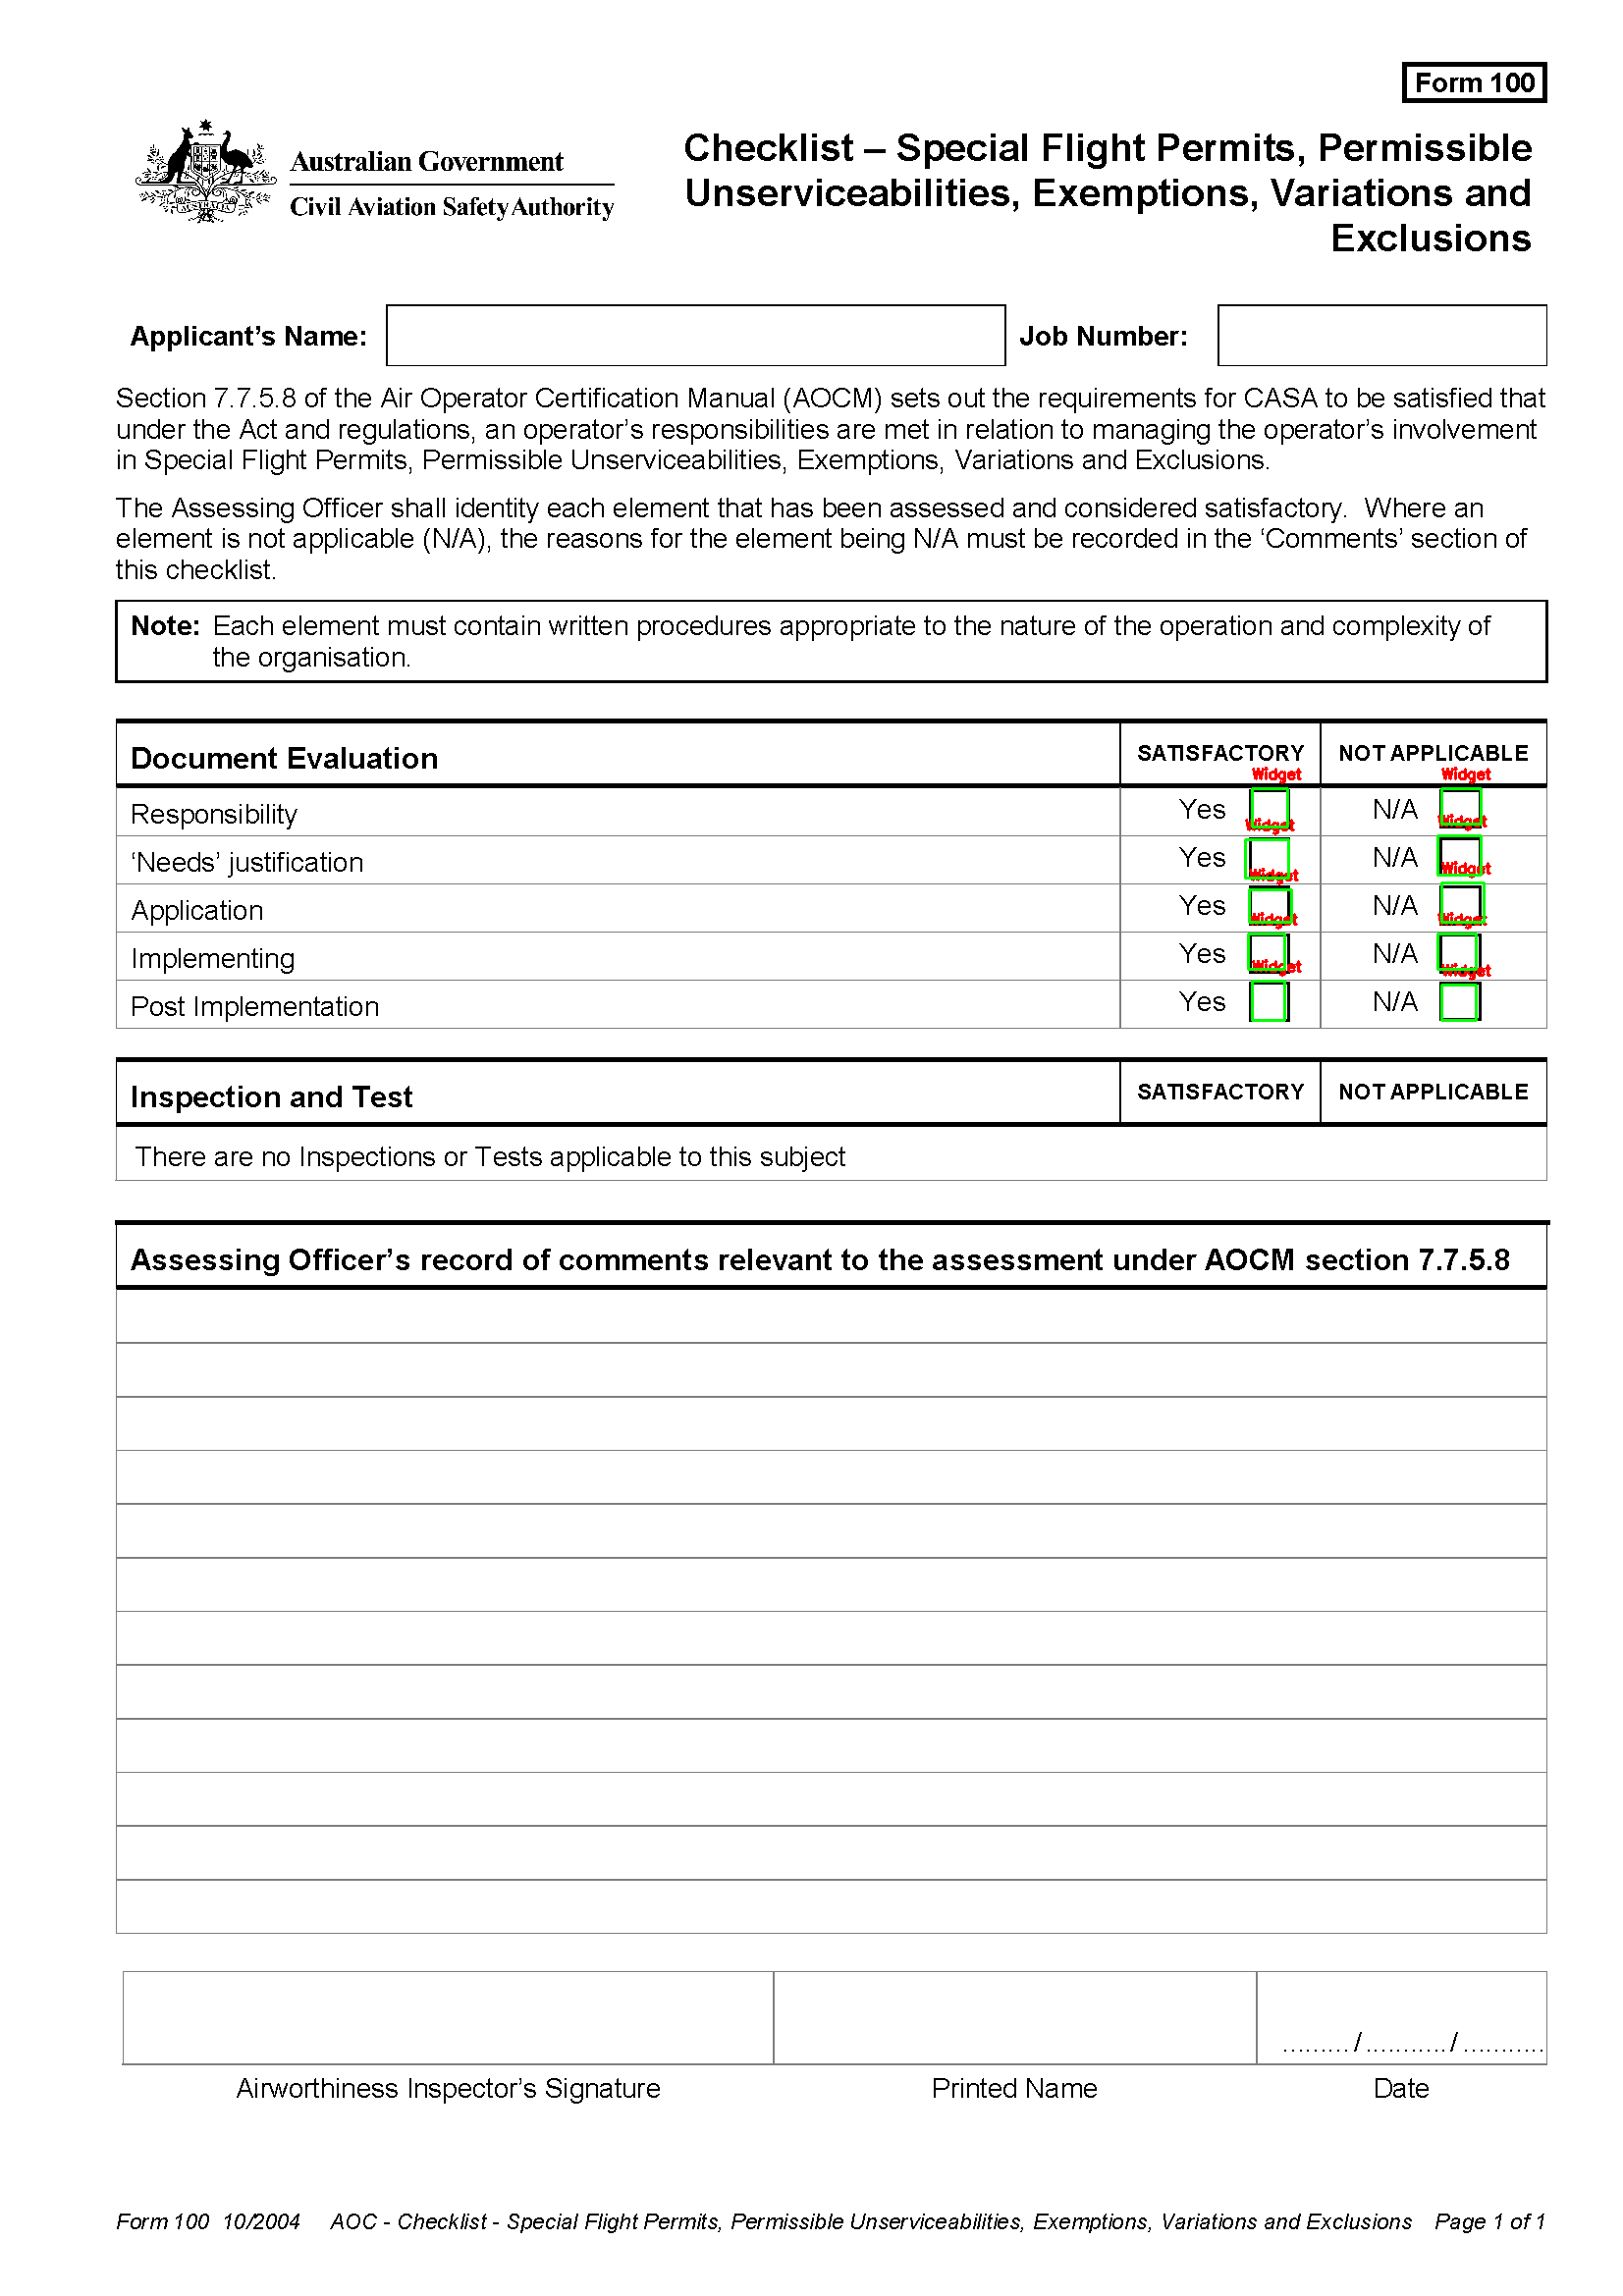 Form 100
Australian Government
Civil Aviation Safety Authority
Checklist – Special Flight Permits, Permissible
Unserviceabilities, Exemptions, Variations and
Exclusions
Applicant's Name:
Job Number:
Section 7.7.5.8 of the Air Operator Certification Manual (AOCM) sets out the requirements for CASA to be satisfied that
under the Act and regulations, an operator's responsibilities are met in relation to managing the operator's involvement
in Special Flight Permits, Permissible Unserviceabilities, Exemptions, Variations and Exclusions.
The Assessing Officer shall identity each element that has been assessed and considered satisfactory. Where an
element is not applicable (N/A), the reasons for the element being N/A must be recorded in the 'Comments' section of
this checklist.
Note: Each element must contain written procedures appropriate to the nature of the operation and complexity of
the organisation.
Document Evaluation SATISFACTORY NOT APPLICABLE
Widget Widget
Responsibility Yes N/A
Widget Widget
'Needs' justification Yes N/A
Widget Widget
Application Yes N/A
Widget Widget
Implementing Yes N/A
Widget Widget
Post Implementation Yes N/A
Inspection and Test SATISFACTORY NOT APPLICABLE
There are no Inspections or Tests applicable to this subject
Assessing Officer's record of comments relevant to the assessment under AOCM section 7.7.5.8
........./.........../...........
Airworthiness Inspector's Signature Printed Name Date
Form 100 10/2004 AOC - Checklist - Special Flight Permits, Permissible Unserviceabilities, Exemptions, Variations and Exclusions Page 1 of 1